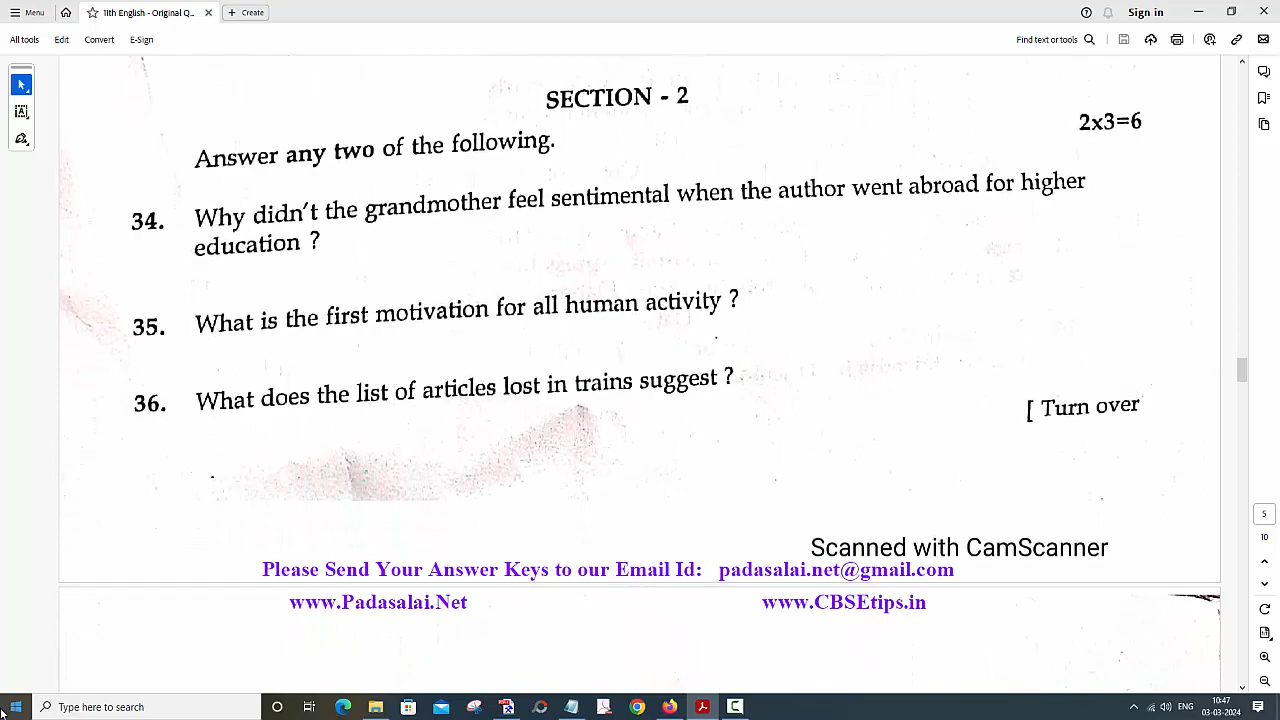 Menu
11th English - Original Q...
Create
Sign in
All tools
Edit
Convert
E-Sign
Find text or tools
SECTION - 2
Answer any two of the following.
2x3=6
34. Why didn't the grandmother feel sentimental when the author went abroad for higher
education ?
35. What is the first motivation for all human activity ?
36. What does the list of articles lost in trains suggest ?
[ Turn over
Scanned with CamScanner
Please Send Your Answer Keys to our Email Id: padasalai.net@gmail.com
www.Padasalai.Net
www.CBSEtips.in
5
10
Type here to search
ENG
10:47
03-03-2024